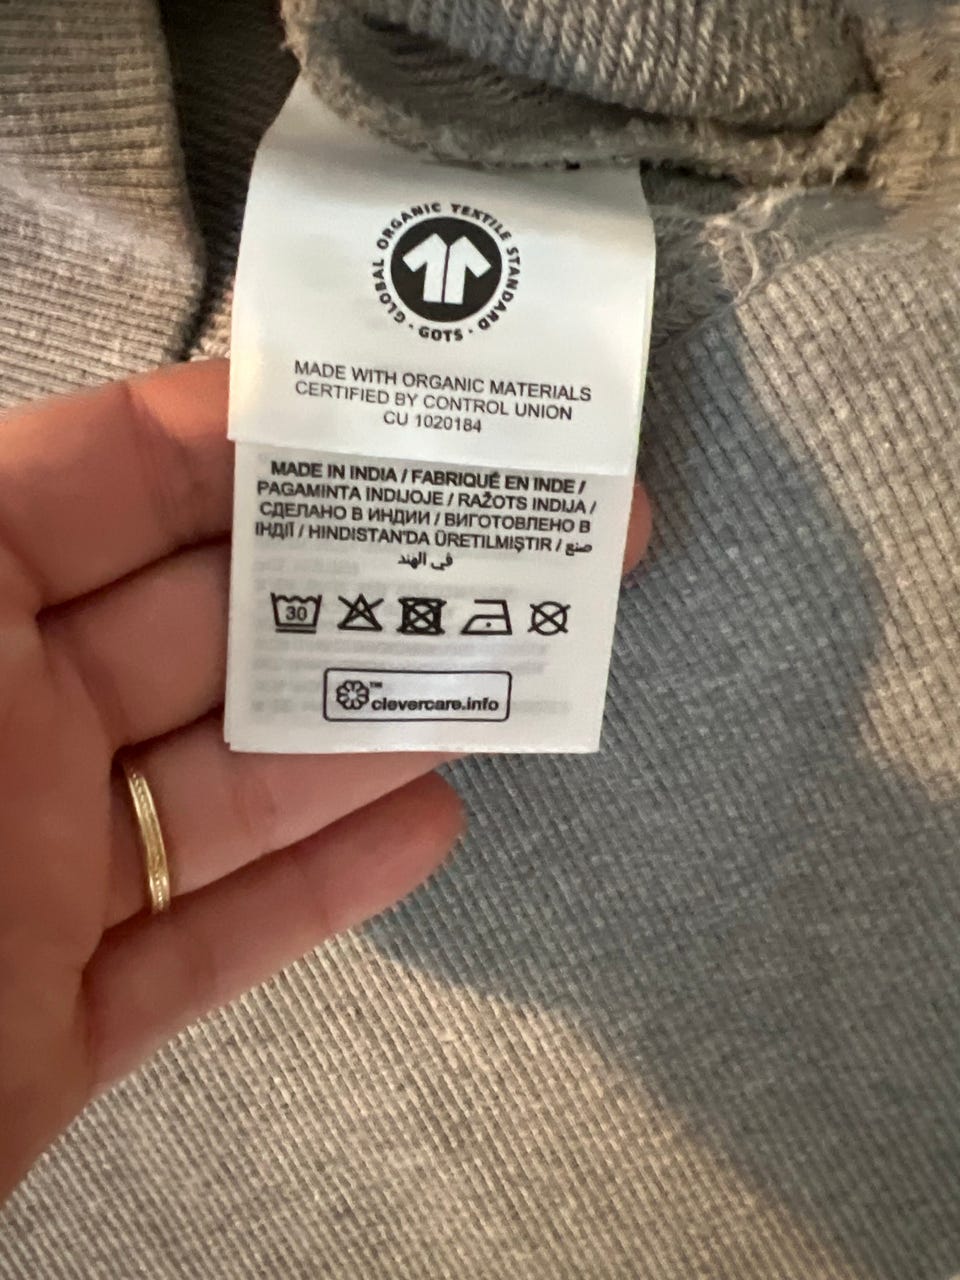 GLOBAL ORGANIC TEXTILE STANDARD · GOTS ·
MADE WITH ORGANIC MATERIALS
CERTIFIED BY CONTROL UNION
CU 1020184
MADE IN INDIA / FABRIQUÉ EN INDE /
PAGAMINTA INDIJOJE / RAŽOTS INDIJA /
СДЕЛАНО В ИНДИИ / ВИГОТОВЛЕНО В
ІНДІЇ / HINDISTAN'DA ÜRETILMIŞTIR / صنع
في الهند
30
clevercare.info™